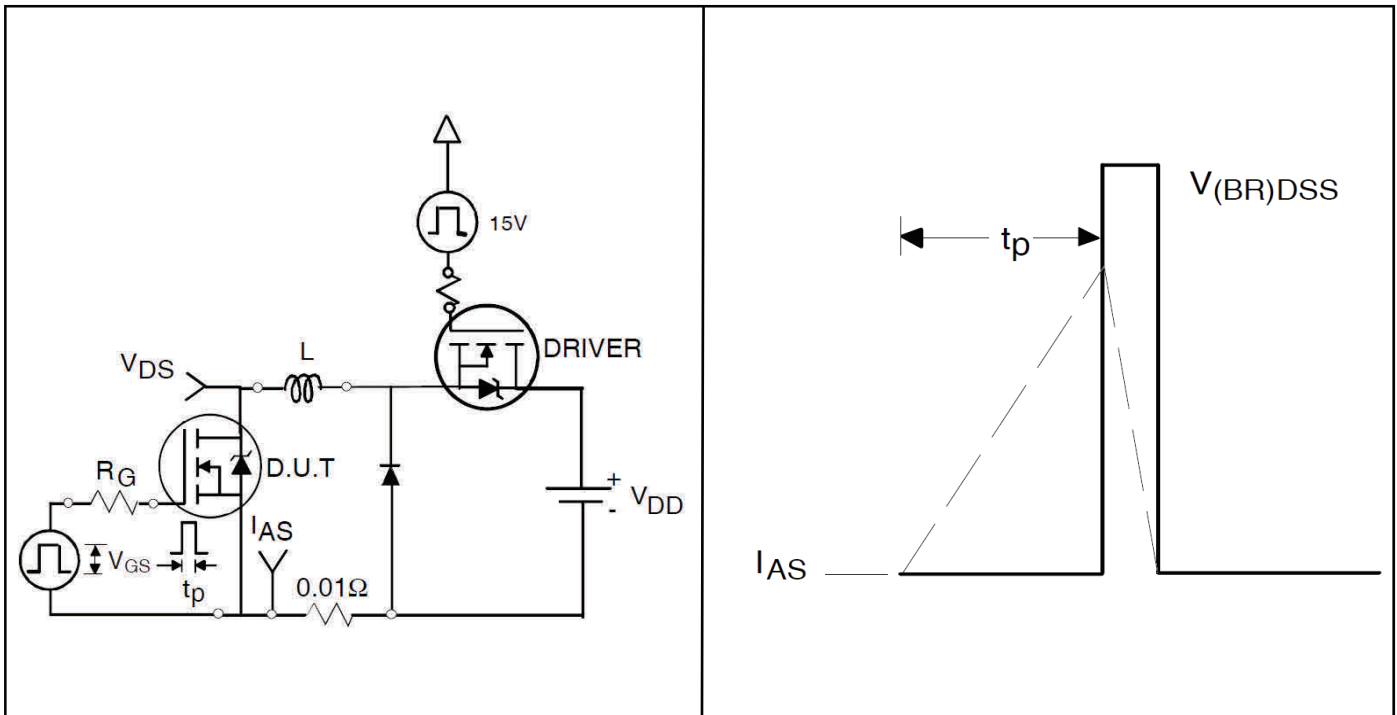 15V
DRIVER
L
VDS
D.U.T
RG
+
VDD
-
IAS
VGS
tp
0.01Ω
V(BR)DSS
tp
IAS